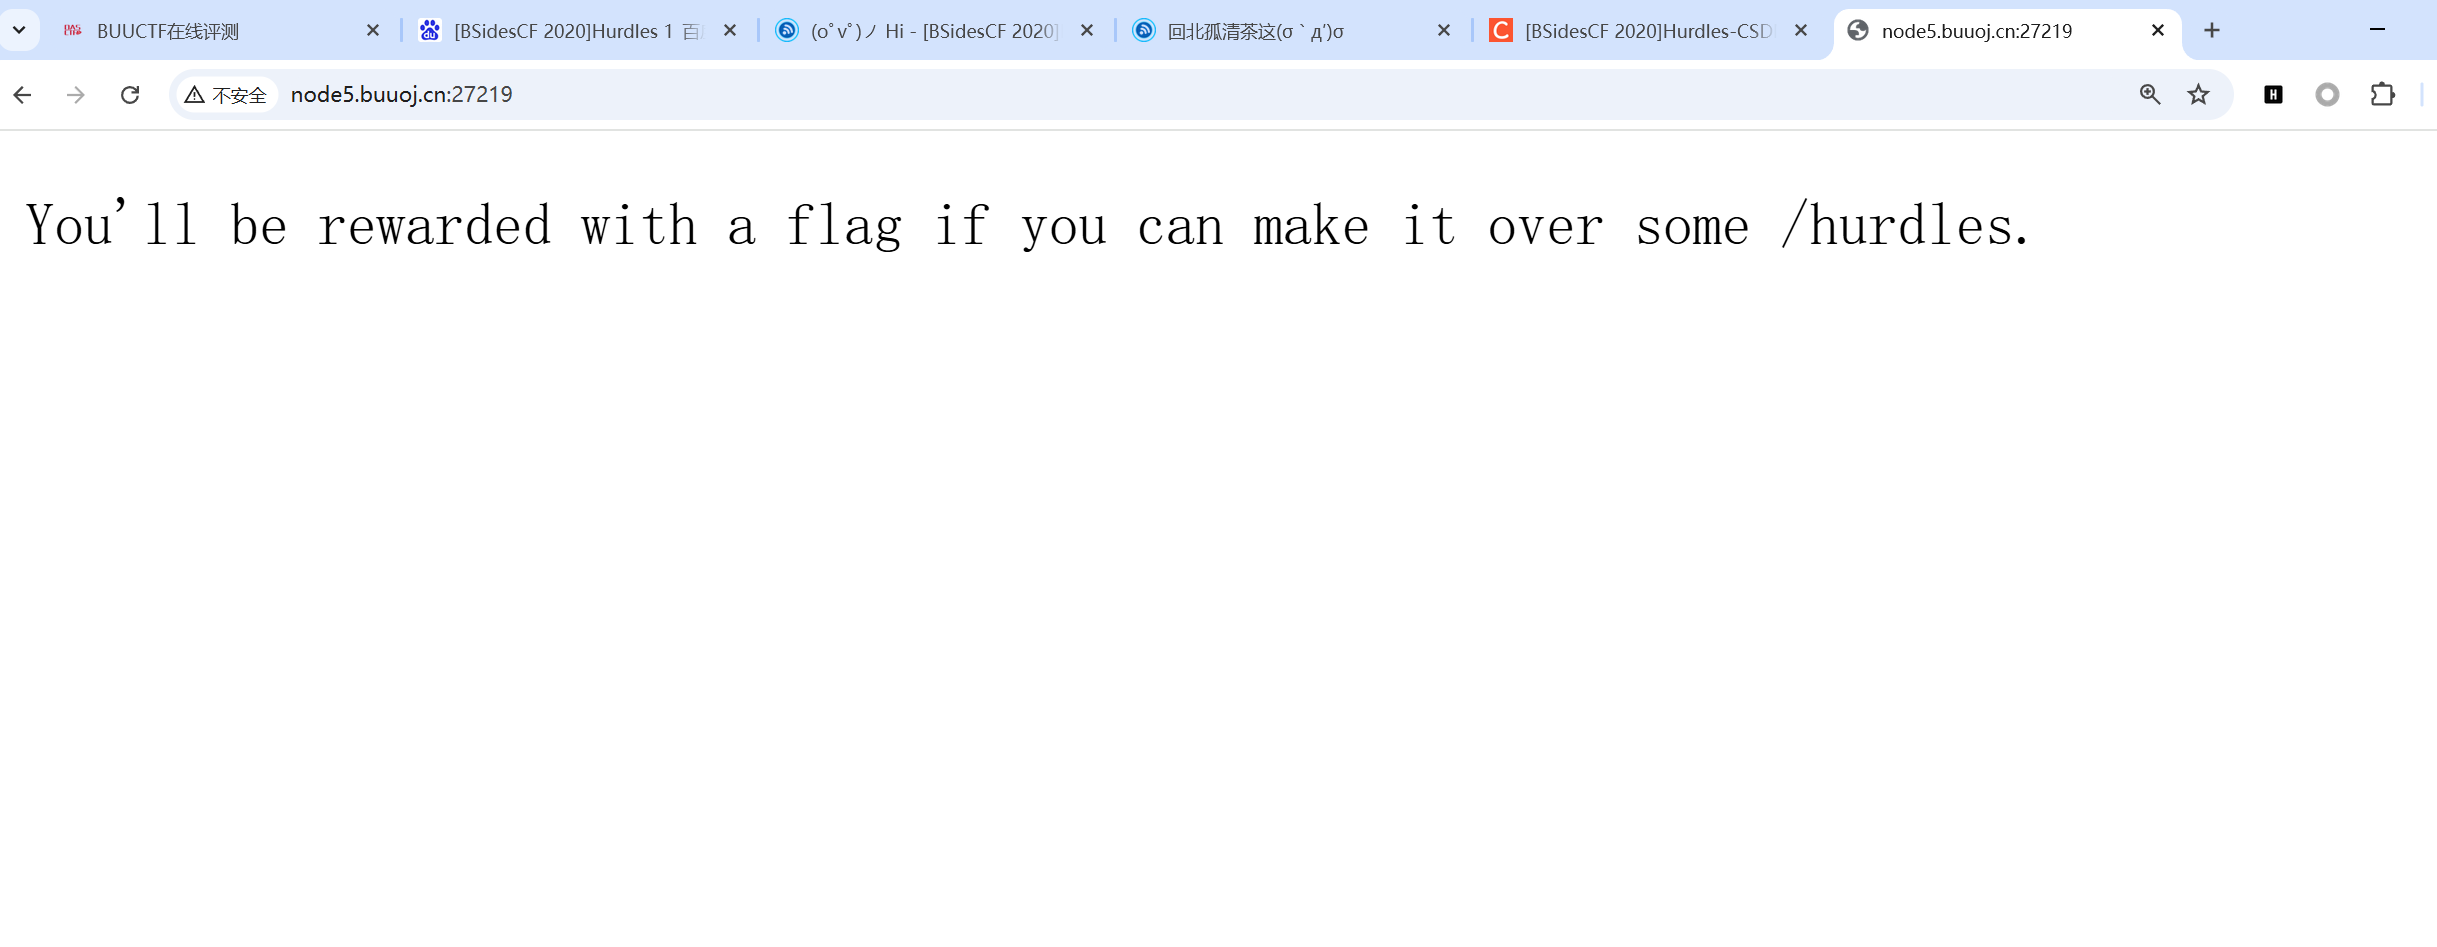 BUUCTF在线评测
[BSidesCF 2020]Hurdles 1 百
(oﾟvﾟ)ノ Hi - [BSidesCF 2020]
回北孤清茶这(σ｀д′)σ
[BSidesCF 2020]Hurdles-CSD
node5.buuoj.cn:27219
不安全
node5.buuoj.cn:27219
You'll be rewarded with a flag if you can make it over some /hurdles.